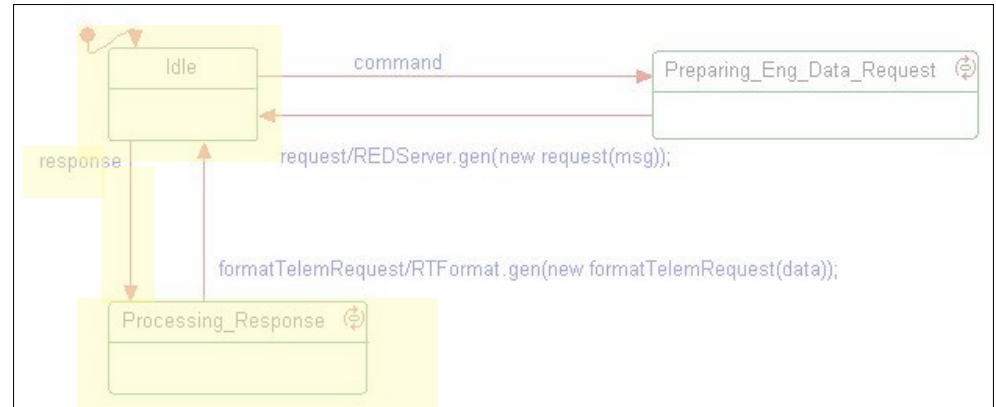 Idle
command
Preparing_Eng_Data_Request
response
request/REDServer.gen(new request(msg));
formatTelemRequest/RTFormat.gen(new formatTelemRequest(data));
Processing_Response